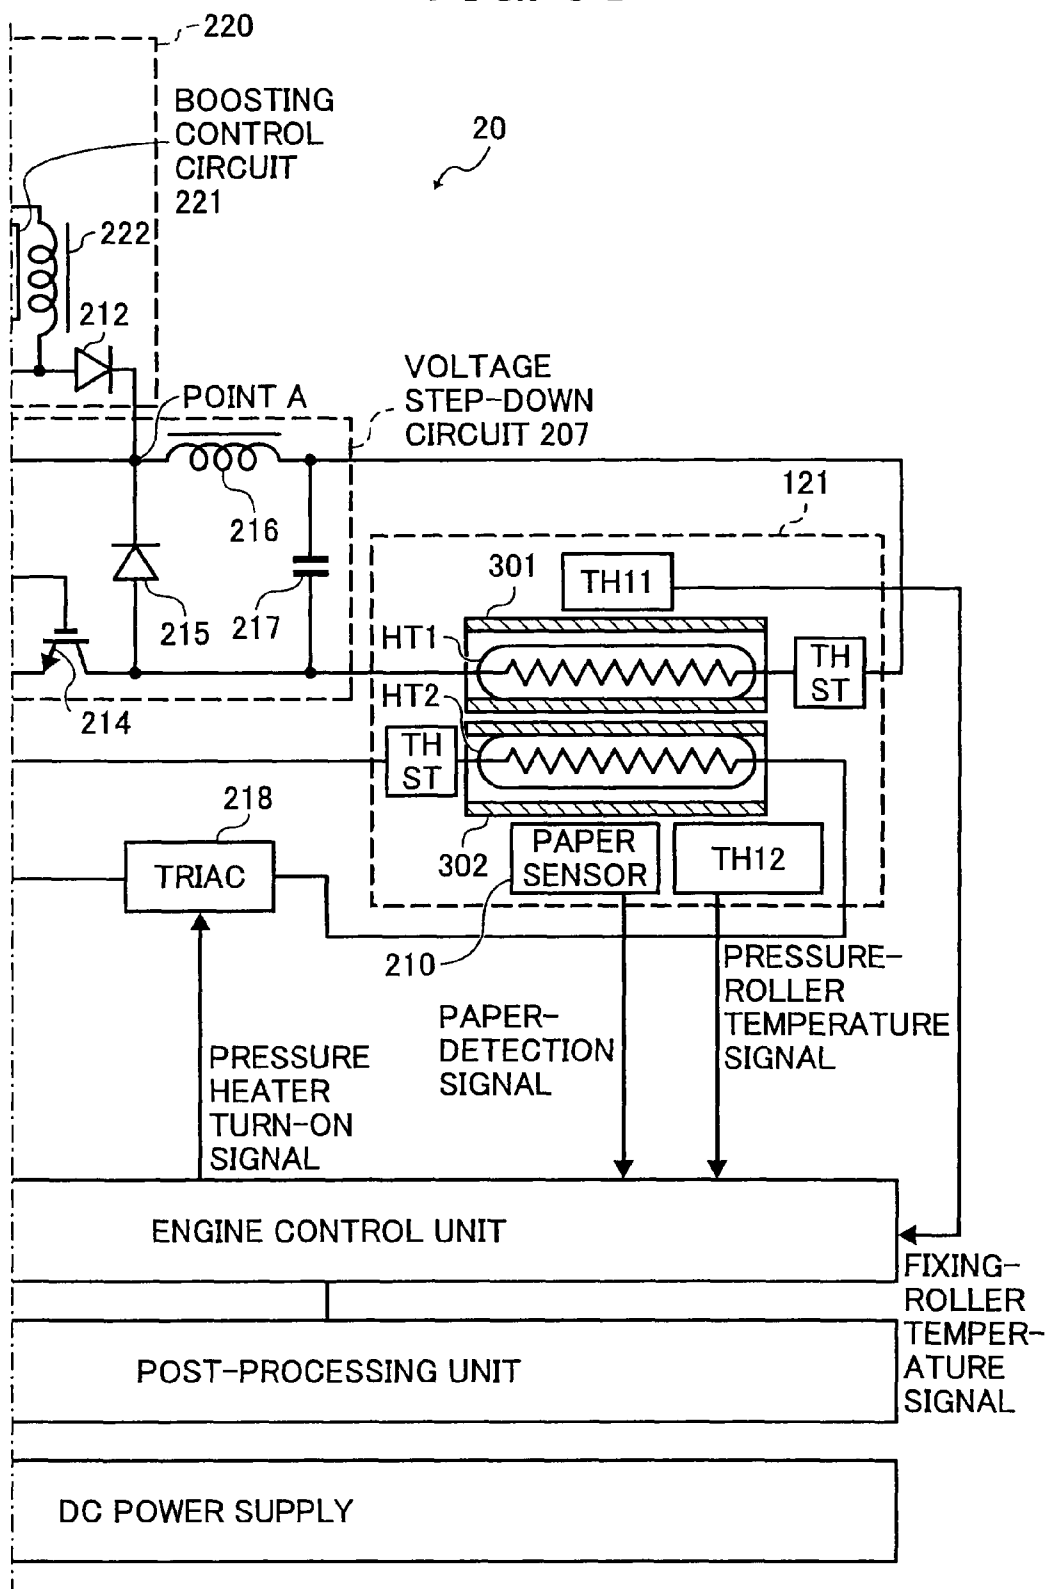 220
BOOSTING
CONTROL
CIRCUIT
221
20
222
212
POINT A
VOLTAGE
STEP-DOWN
CIRCUIT 207
216
121
215
217
301
TH11
HT1
TH
ST
214
HT2
TH
ST
218
TRIAC
302
PAPER
SENSOR
TH12
210
PRESSURE-
ROLLER
TEMPERATURE
SIGNAL
PAPER-
DETECTION
SIGNAL
PRESSURE
HEATER
TURN-ON
SIGNAL
ENGINE CONTROL UNIT
FIXING-
ROLLER
TEMPER-
ATURE
SIGNAL
POST-PROCESSING UNIT
DC POWER SUPPLY